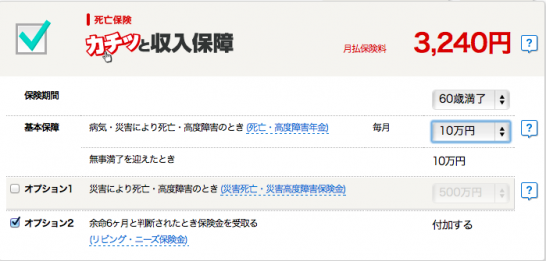 死亡保険
カチッと収入保障
月払保険料 3,240円 ?
保険期間 60歳満了
基本保障 病気・災害により死亡・高度障害のとき (死亡・高度障害年金) 毎月 10万円 ?
無事満了を迎えたとき 10万円
オプション1 災害により死亡・高度障害のとき (災害死亡・災害高度障害保険金) 500万円 ?
オプション2 余命6ヶ月と判断されたとき保険金を受取る 付加する
(リビング・ニーズ保険金)